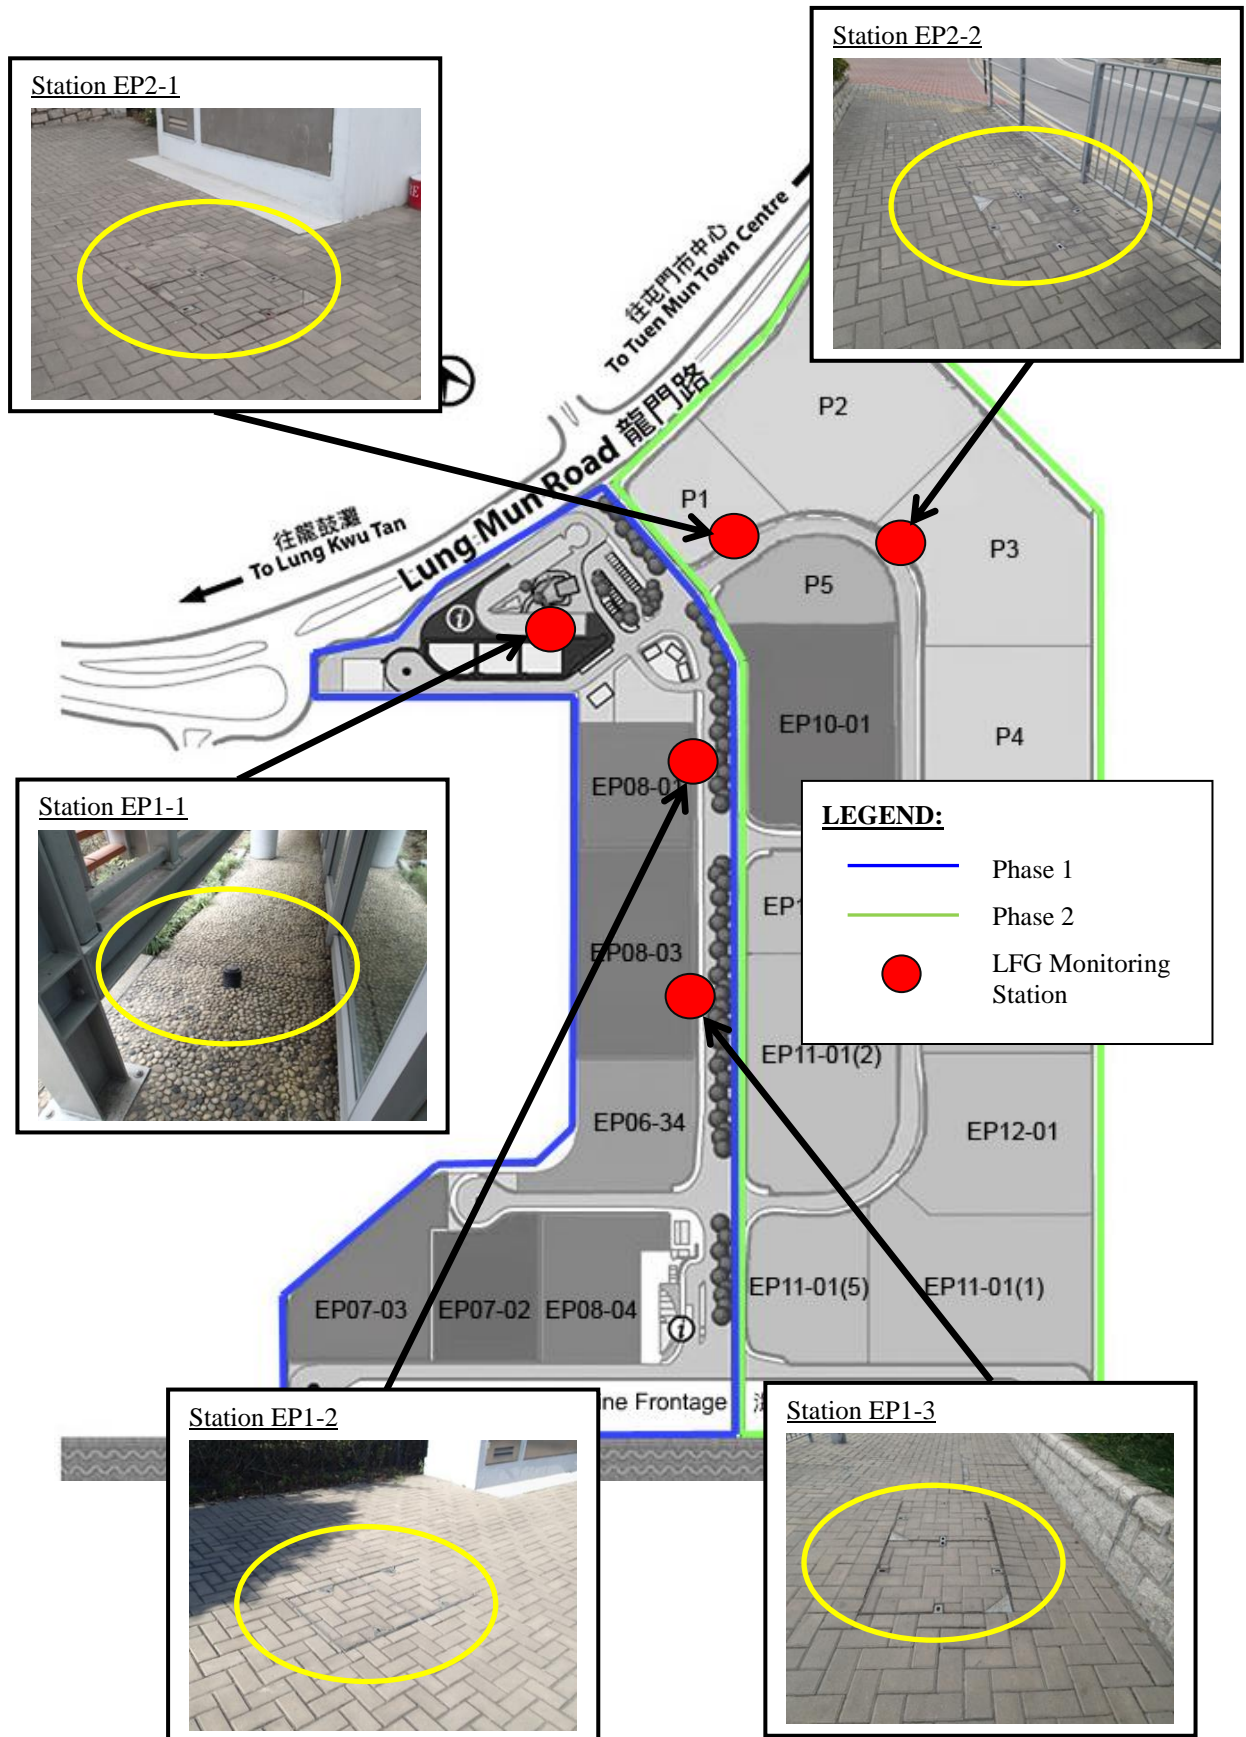 Station EP2-2
Station EP2-1
往屯門市中心
To Tuen Mun Town Centre
Lung Mun Road 龍門路
往龍鼓灘
To Lung Kwu Tan
P2
P1
P3
P5
i
EP10-01
P4
EP08-01
Station EP1-1
LEGEND:
Phase 1
Phase 2
LFG Monitoring
Station
EP1
EP08-03
EP11-01(2)
EP06-34
EP12-01
EP07-03
EP07-02
EP08-04
i
EP11-01(5)
EP11-01(1)
ine Frontage
Station EP1-2
Station EP1-3